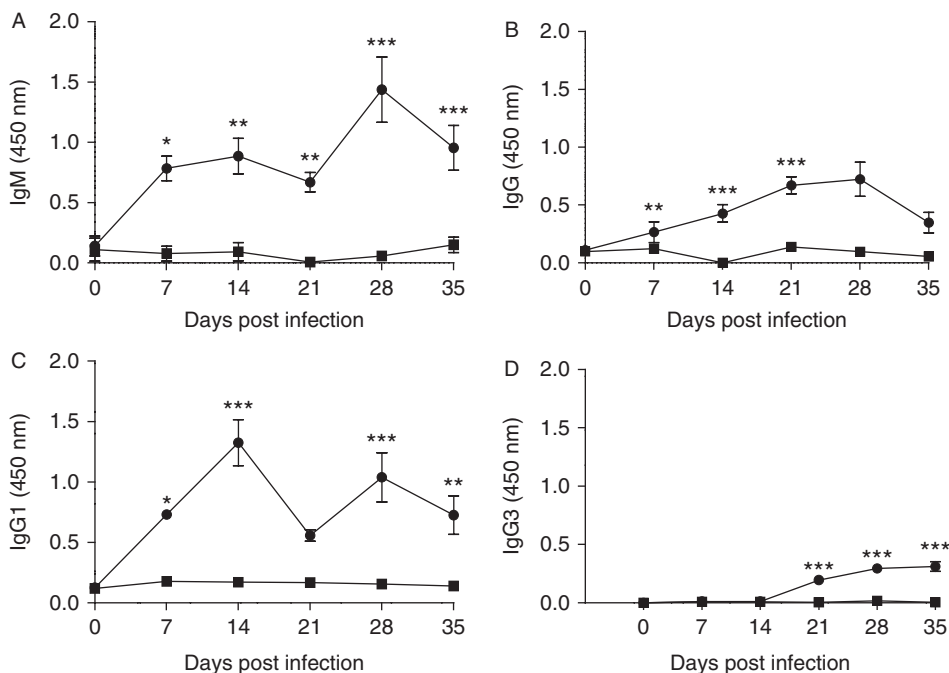 A
IgM (450 nm)
2.0
1.5
1.0
0.5
0.0
* ** ** *** ***
0 7 14 21 28 35
Days post infection
B
IgG (450 nm)
2.0
1.5
1.0
0.5
0.0
** *** ***
0 7 14 21 28 35
Days post infection
C
IgG1 (450 nm)
2.0
1.5
1.0
0.5
0.0
* *** *** **
0 7 14 21 28 35
Days post infection
D
IgG3 (450 nm)
2.0
1.5
1.0
0.5
0.0
*** *** ***
0 7 14 21 28 35
Days post infection